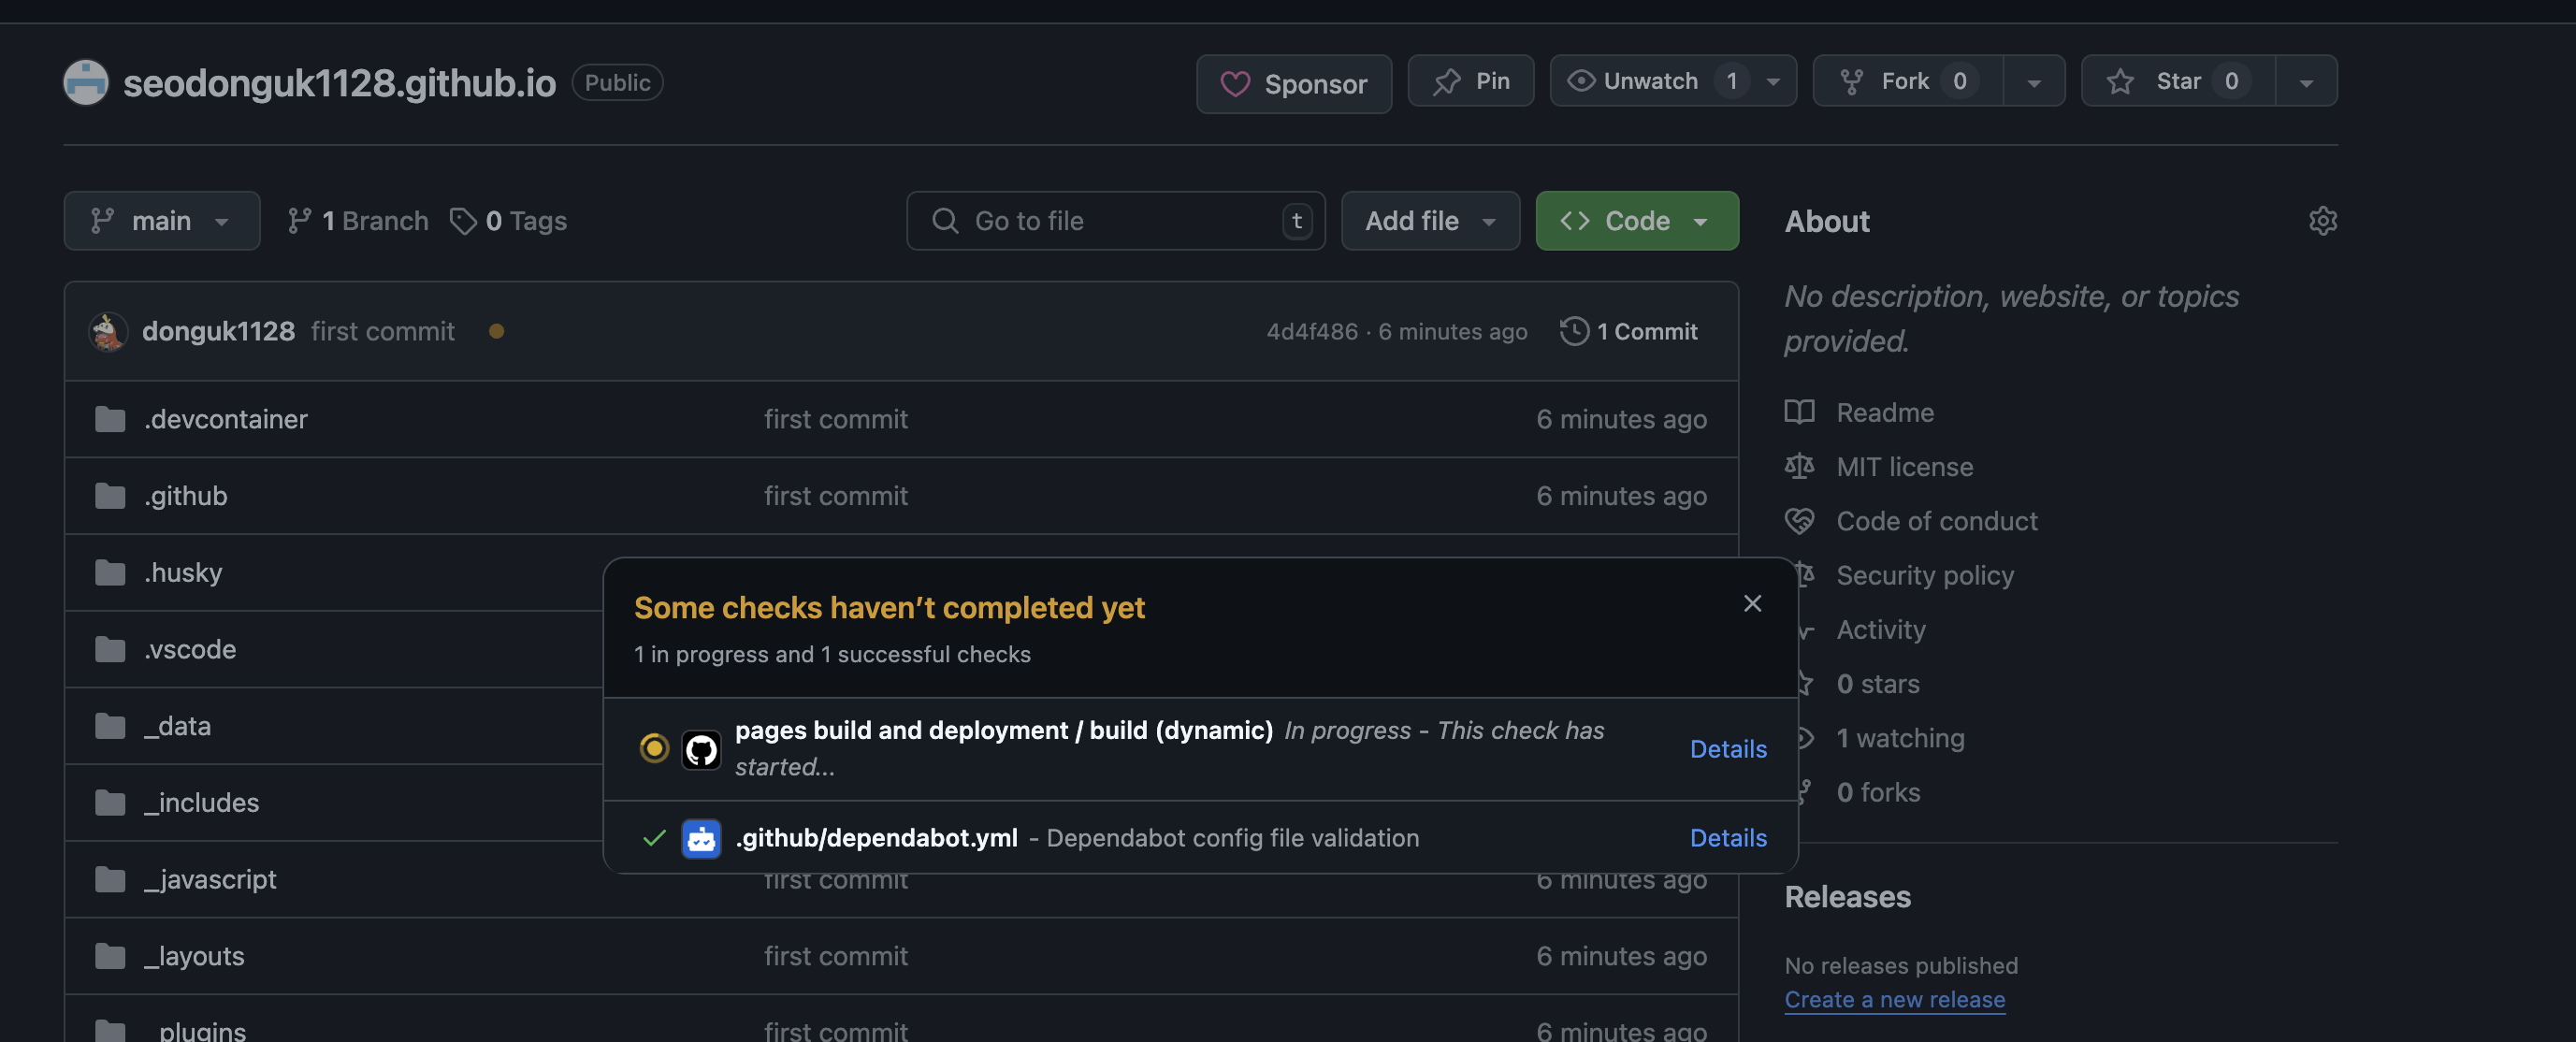 seodonguk1128.github.io Public Sponsor Pin Unwatch 1 Fork 0 Star 0
main 1 Branch 0 Tags Go to file t Add file <> Code
donguk1128 first commit 4d4f486 · 6 minutes ago 1 Commit
.devcontainer first commit 6 minutes ago
.github first commit 6 minutes ago
.husky
.vscode
_data
_includes
_javascript first commit 6 minutes ago
_layouts first commit 6 minutes ago
_plugins first commit 6 minutes ago
Some checks haven’t completed yet
1 in progress and 1 successful checks
pages build and deployment / build (dynamic) In progress - This check has
started... Details
.github/dependabot.yml - Dependabot config file validation Details
About
No description, website, or topics
provided.
Readme
MIT license
Code of conduct
Security policy
Activity
0 stars
1 watching
0 forks
Releases
No releases published
Create a new release